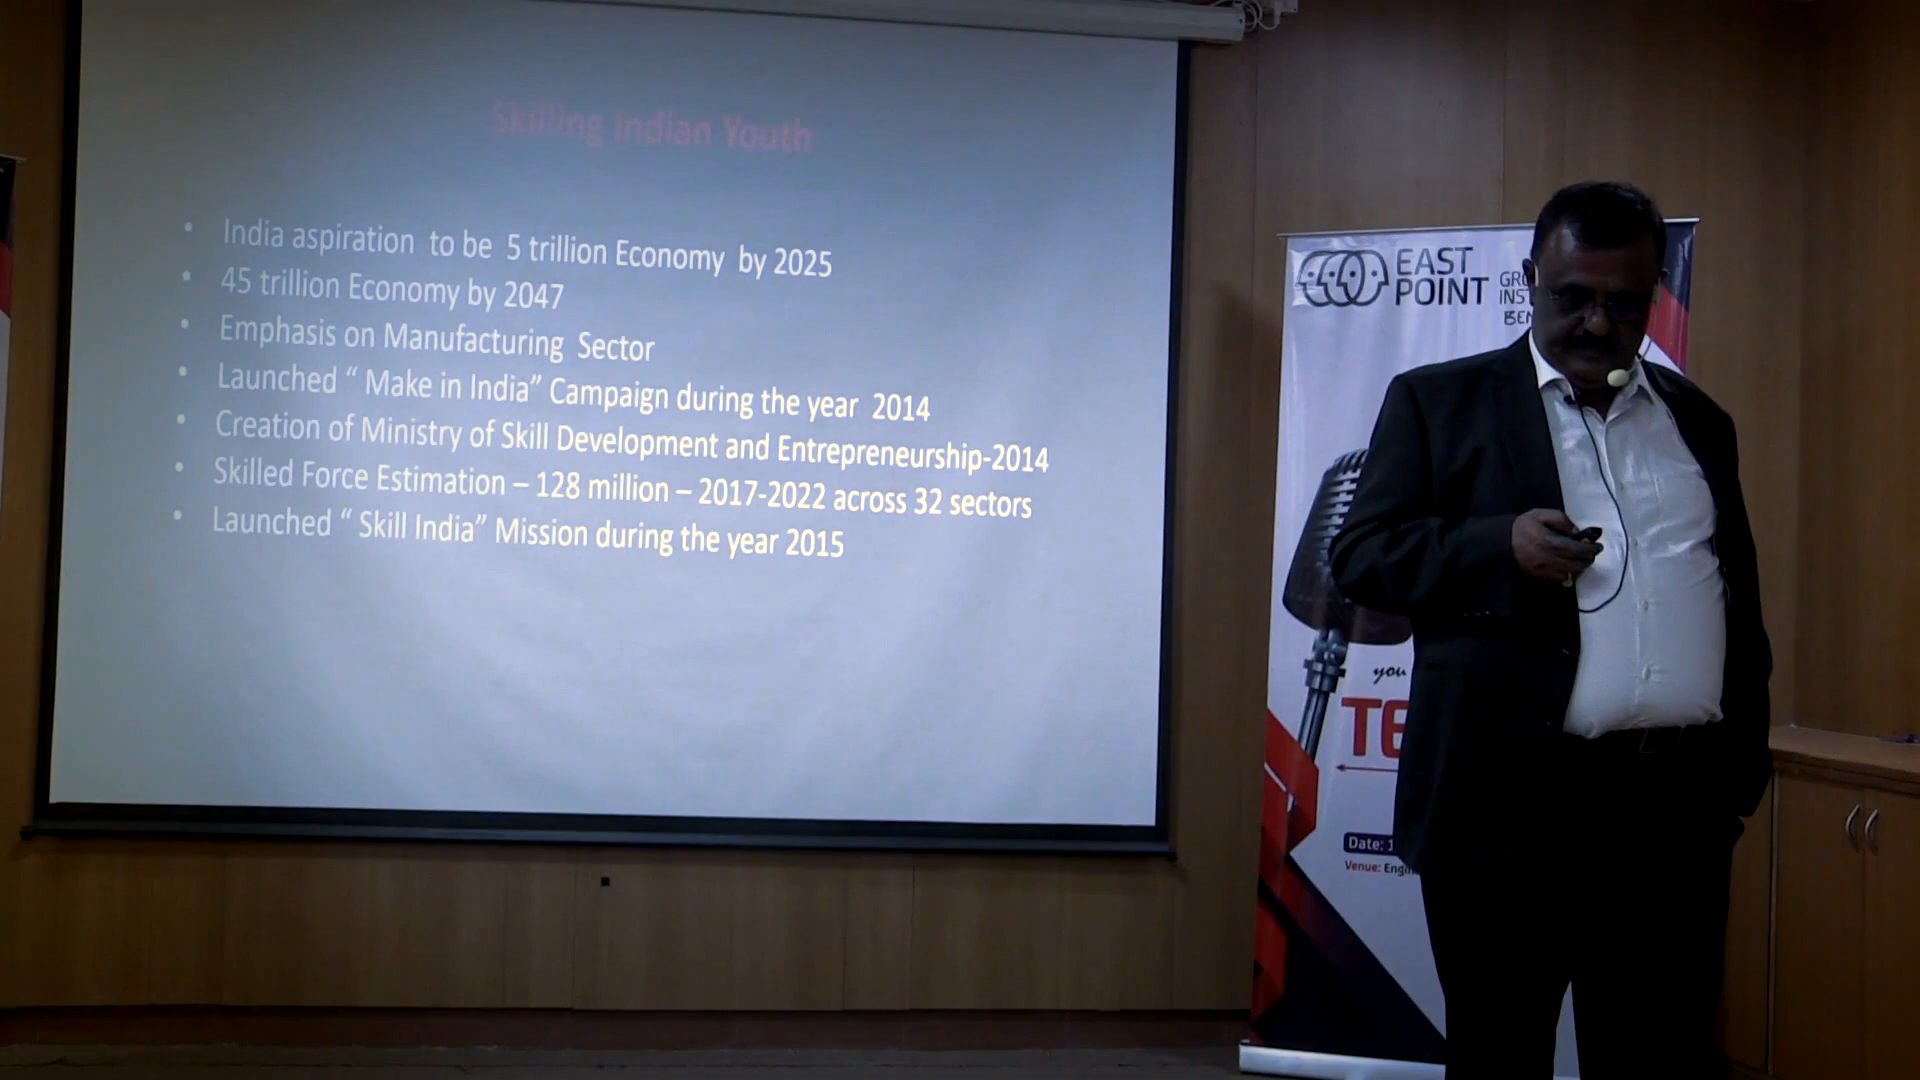 Skilling Indian Youth
• India aspiration to be 5 trillion Economy by 2025
• 45 trillion Economy by 2047
• Emphasis on Manufacturing Sector
• Launched “ Make in India” Campaign during the year 2014
• Creation of Ministry of Skill Development and Entrepreneurship-2014
• Skilled Force Estimation – 128 million – 2017-2022 across 32 sectors
• Launched “ Skill India” Mission during the year 2015
EAST
POINT
you
Date:
Venue: